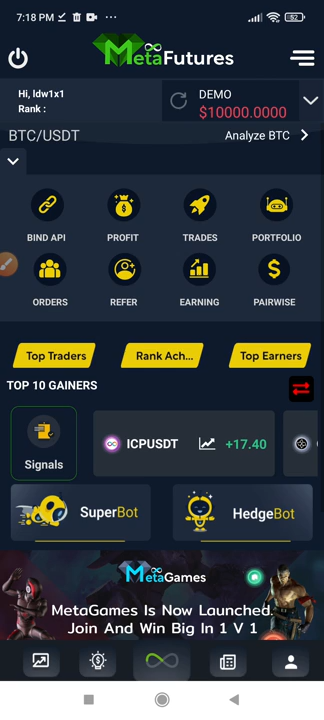 7:18 PM
52
MetaFutures
Hi, ldw1x1
Rank :
DEMO
$10000.0000
BTC/USDT
Analyze BTC
BIND API
PROFIT
TRADES
PORTFOLIO
ORDERS
REFER
EARNING
PAIRWISE
Top Traders
Rank Ach...
Top Earners
TOP 10 GAINERS
Signals
ICPUSDT
+17.40
SuperBot
HedgeBot
MetaGames
MetaGames Is Now Launched.
Join And Win Big In 1 V 1